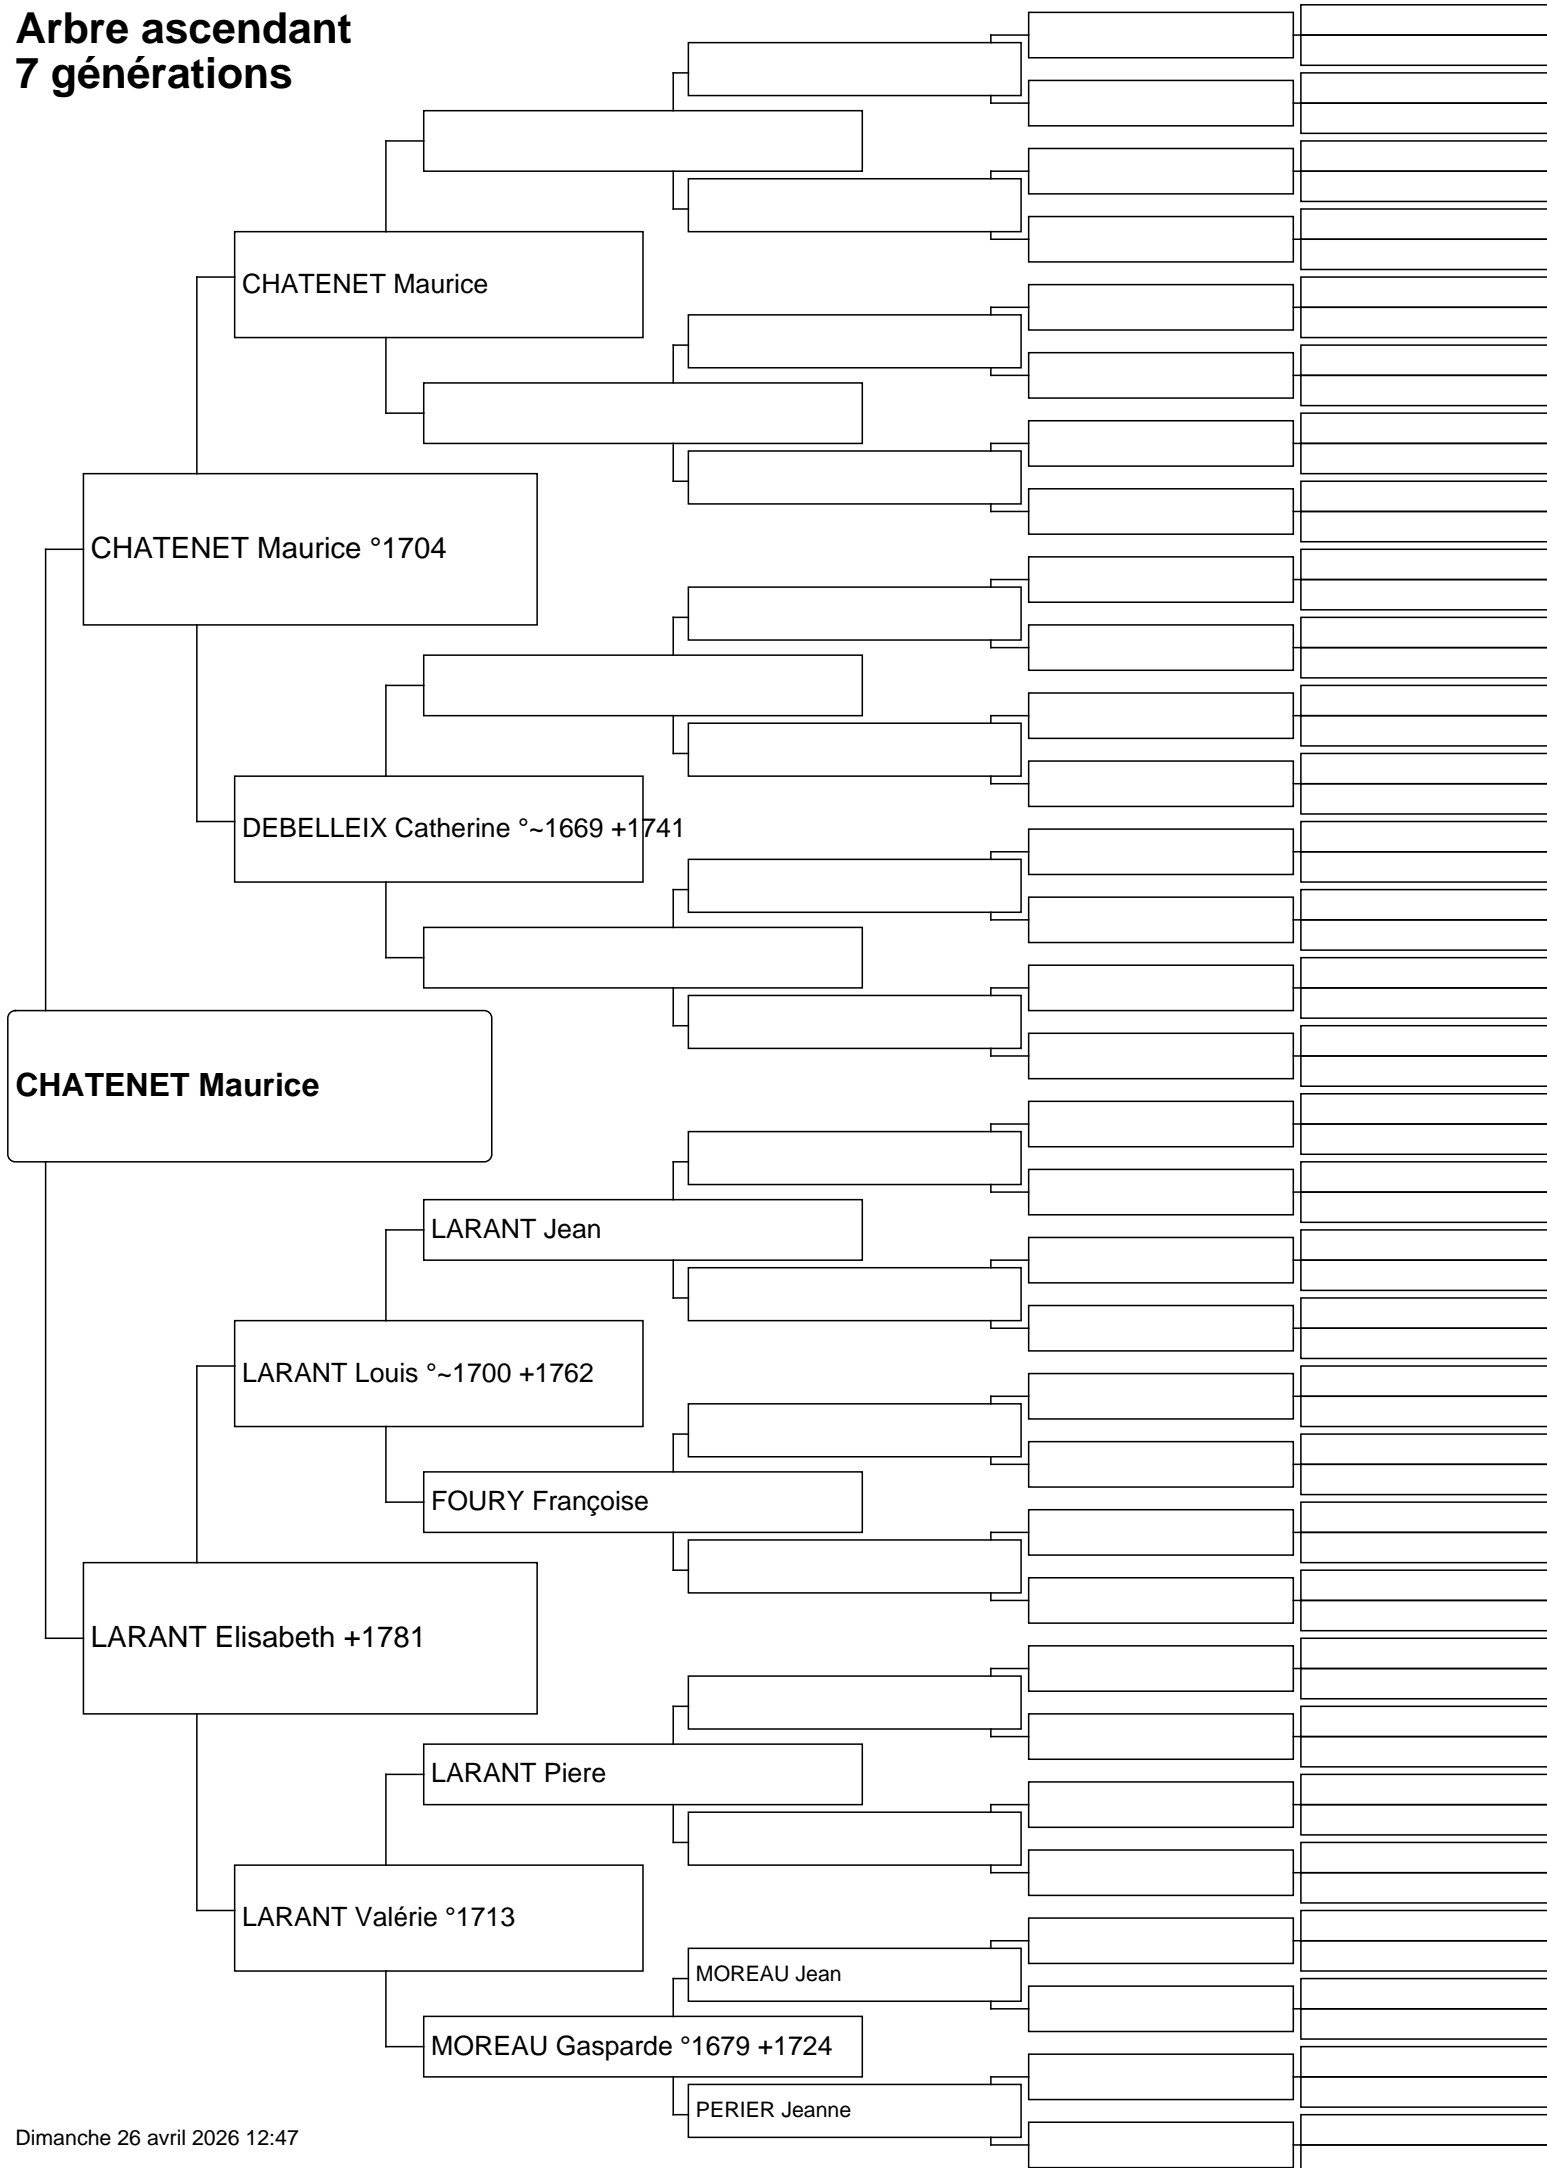 Arbre ascendant
7 générations
CHATENET Maurice
CHATENET Maurice °1704
DEBELLEIX Catherine °~1669 +1741
CHATENET Maurice
LARANT Jean
LARANT Louis °~1700 +1762
FOURY Françoise
LARANT Elisabeth +1781
LARANT Piere
LARANT Valérie °1713
MOREAU Jean
MOREAU Gasparde °1679 +1724
PERIER Jeanne
Dimanche 26 avril 2026 12:47